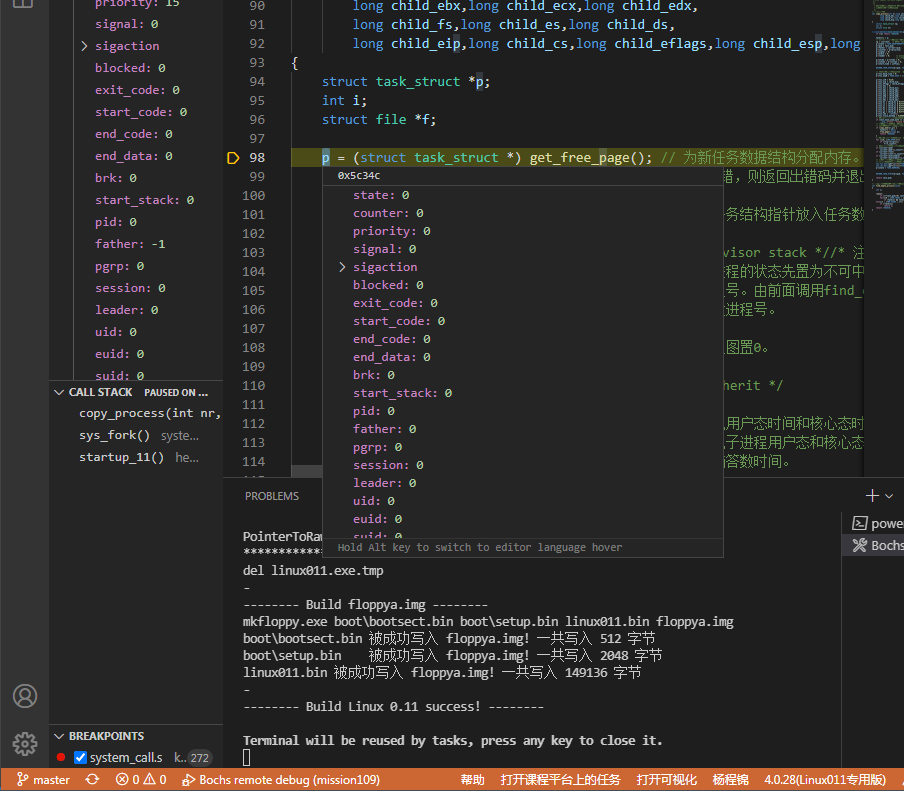 priority: 15
signal: 0
sigaction
blocked: 0
exit_code: 0
start_code: 0
end_code: 0
end_data: 0
brk: 0
start_stack: 0
pid: 0
father: -1
pgrp: 0
session: 0
leader: 0
uid: 0
euid: 0
suid: 0
CALL STACK PAUSED ON ...
copy_process(int nr,
sys_fork() syste...
startup_11() he...
BREAKPOINTS
system_call.s k... 272
90 long child_ebx,long child_ecx,long child_edx,
91 long child_fs,long child_es,long child_ds,
92 long child_eip,long child_cs,long child_eflags,long child_esp,long
93 {
94 struct task_struct *p;
95 int i;
96 struct file *f;
97
98 p = (struct task_struct *) get_free_page(); // 为新任务数据结构分配内存。
99 错，则返回出错码并退出
100
101 务结构指针放入任务数
102
103 visor stack *//* 注
104 程的状态先置为不可中
105 号。由前面调用find_
106 进程号。
107
108 图置0。
109
110 herit */
111
112 用户态时间和核心态时
113 子进程用户态和核心态
114 答数时间。
0x5c34c
state: 0
counter: 0
priority: 0
signal: 0
sigaction
blocked: 0
exit_code: 0
start_code: 0
end_code: 0
end_data: 0
brk: 0
start_stack: 0
pid: 0
father: 0
pgrp: 0
session: 0
leader: 0
uid: 0
euid: 0
suid: 0
Hold Alt key to switch to editor language hover
PROBLEMS
PointerToRa
************
del linux011.exe.tmp
-
-------- Build floppya.img --------
mkfloppy.exe boot\bootsect.bin boot\setup.bin linux011.bin floppya.img
boot\bootsect.bin 被成功写入 floppya.img! 一共写入 512 字节
boot\setup.bin 被成功写入 floppya.img! 一共写入 2048 字节
linux011.bin 被成功写入 floppya.img! 一共写入 149136 字节
-
-------- Build Linux 0.11 success! --------
Terminal will be reused by tasks, press any key to close it.
powe
Bochs
master 0 0 Bochs remote debug (mission109) 帮助 打开课程平台上的任务 打开可视化 杨程锦 4.0.28(Linux011专用版)